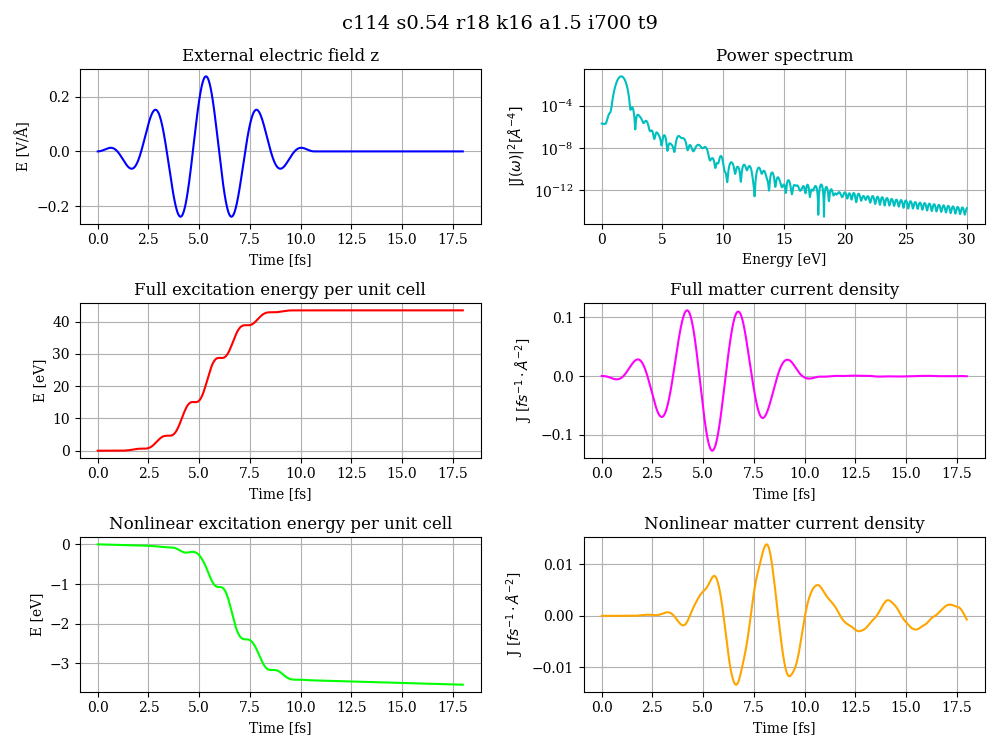 c114 s0.54 r18 k16 a1.5 i700 t9
External electric field z
E [V/Å]
0.2
0.0
−0.2
0.0 2.5 5.0 7.5 10.0 12.5 15.0 17.5
Time [fs]
Power spectrum
|J(ω)|² [Å⁻⁴]
10⁻⁴
10⁻⁸
10⁻¹²
0 5 10 15 20 25 30
Energy [eV]
Full excitation energy per unit cell
E [eV]
40
30
20
10
0
0.0 2.5 5.0 7.5 10.0 12.5 15.0 17.5
Time [fs]
Full matter current density
J [fs⁻¹ · Å⁻²]
0.1
0.0
−0.1
0.0 2.5 5.0 7.5 10.0 12.5 15.0 17.5
Time [fs]
Nonlinear excitation energy per unit cell
E [eV]
0
−1
−2
−3
0.0 2.5 5.0 7.5 10.0 12.5 15.0 17.5
Time [fs]
Nonlinear matter current density
J [fs⁻¹ · Å⁻²]
0.01
0.00
−0.01
0.0 2.5 5.0 7.5 10.0 12.5 15.0 17.5
Time [fs]